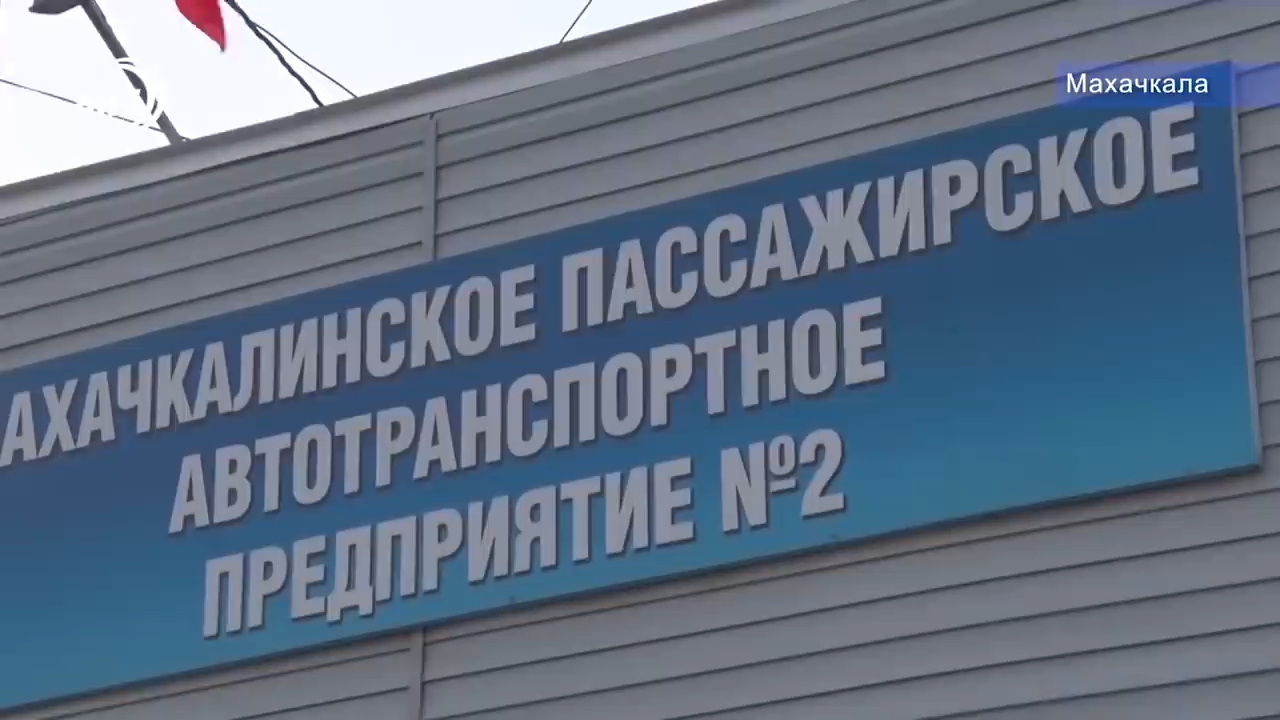 Махачкала
АХАЧКАЛИНСКОЕ ПАССАЖИРСКОЕ
АВТОТРАНСПОРТНОЕ
ПРЕДПРИЯТИЕ №2